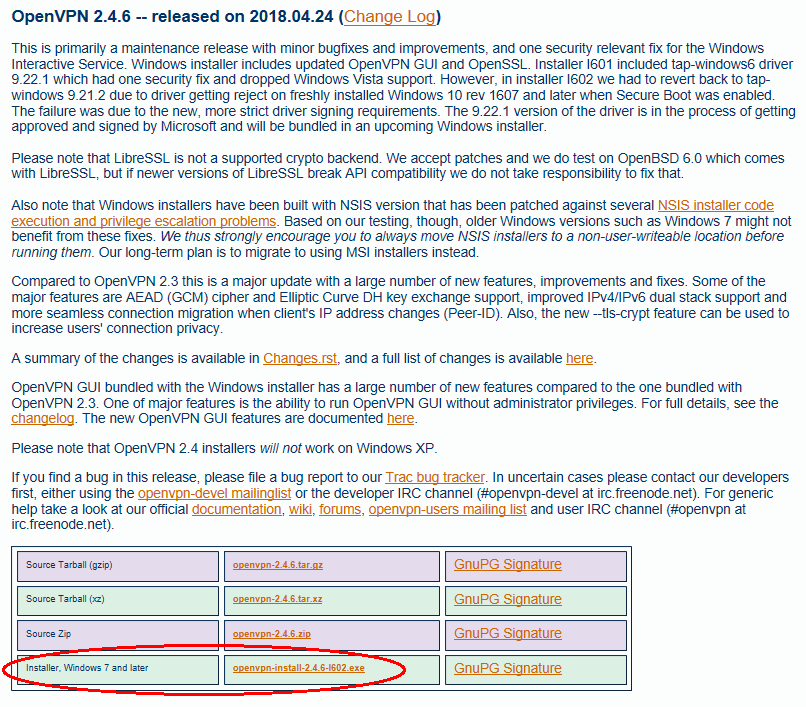 OpenVPN 2.4.6 -- released on 2018.04.24 (Change Log)
This is primarily a maintenance release with minor bugfixes and improvements, and one security relevant fix for the Windows
Interactive Service. Windows installer includes updated OpenVPN GUI and OpenSSL. Installer I601 included tap-windows6 driver
9.22.1 which had one security fix and dropped Windows Vista support. However, in installer I602 we had to revert back to tap-
windows 9.21.2 due to driver getting reject on freshly installed Windows 10 rev 1607 and later when Secure Boot was enabled.
The failure was due to the new, more strict driver signing requirements. The 9.22.1 version of the driver is in the process of getting
approved and signed by Microsoft and will be bundled in an upcoming Windows installer.
Please note that LibreSSL is not a supported crypto backend. We accept patches and we do test on OpenBSD 6.0 which comes
with LibreSSL, but if newer versions of LibreSSL break API compatibility we do not take responsibility to fix that.
Also note that Windows installers have been built with NSIS version that has been patched against several NSIS installer code
execution and privilege escalation problems. Based on our testing, though, older Windows versions such as Windows 7 might not
benefit from these fixes. We thus strongly encourage you to always move NSIS installers to a non-user-writeable location before
running them. Our long-term plan is to migrate to using MSI installers instead.
Compared to OpenVPN 2.3 this is a major update with a large number of new features, improvements and fixes. Some of the
major features are AEAD (GCM) cipher and Elliptic Curve DH key exchange support, improved IPv4/IPv6 dual stack support and
more seamless connection migration when client's IP address changes (Peer-ID). Also, the new --tls-crypt feature can be used to
increase users' connection privacy.
A summary of the changes is available in Changes.rst, and a full list of changes is available here.
OpenVPN GUI bundled with the Windows installer has a large number of new features compared to the one bundled with
OpenVPN 2.3. One of major features is the ability to run OpenVPN GUI without administrator privileges. For full details, see the
changelog. The new OpenVPN GUI features are documented here.
Please note that OpenVPN 2.4 installers will not work on Windows XP.
If you find a bug in this release, please file a bug report to our Trac bug tracker. In uncertain cases please contact our developers
first, either using the openvpn-devel mailinglist or the developer IRC channel (#openvpn-devel at irc.freenode.net). For generic
help take a look at our official documentation, wiki, forums, openvpn-users mailing list and user IRC channel (#openvpn at
irc.freenode.net).
Source Tarball (gzip) openvpn-2.4.6.tar.gz GnuPG Signature
Source Tarball (xz) openvpn-2.4.6.tar.xz GnuPG Signature
Source Zip openvpn-2.4.6.zip GnuPG Signature
Installer, Windows 7 and later openvpn-install-2.4.6-I602.exe GnuPG Signature